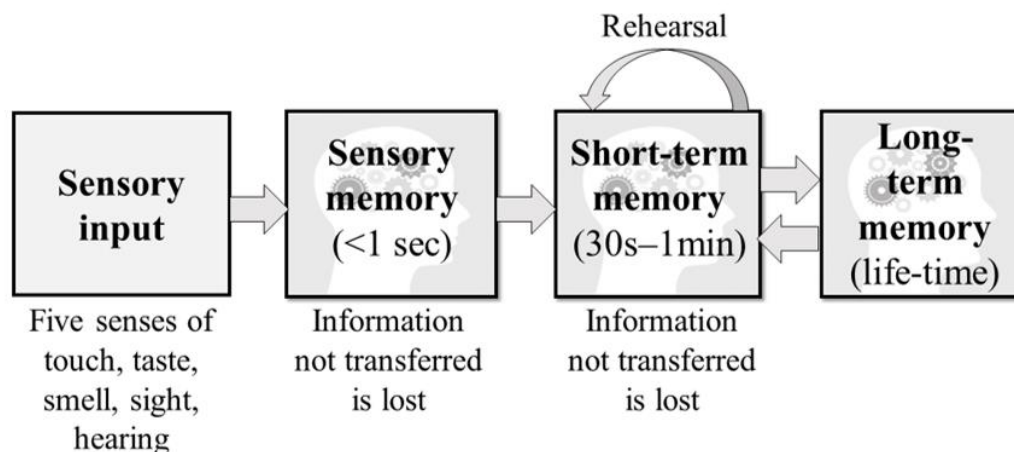 Rehearsal
Sensory
input
Five senses of
touch, taste,
smell, sight,
hearing
Sensory
memory
(<1 sec)
Information
not transferred
is lost
Short-term
memory
(30s–1min)
Information
not transferred
is lost
Long-
term
memory
(life-time)